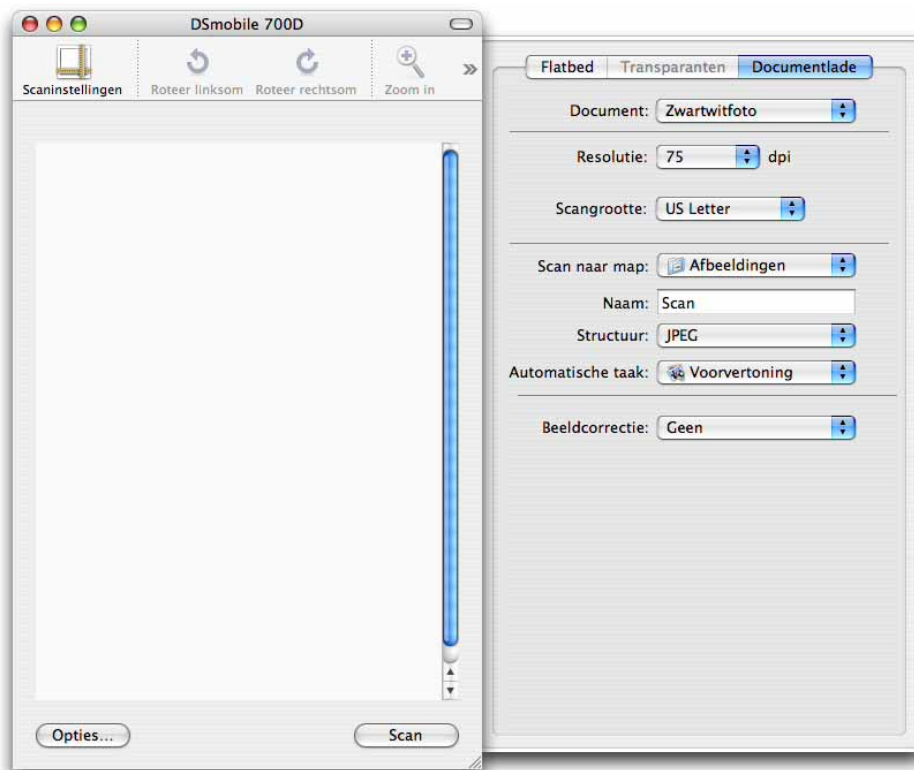 DSmobile 700D
Scaninstellingen Roteer linksom Roteer rechtsom Zoom in »
Flatbed Transparanten Documentlade
Document: Zwartwitfoto
Resolutie: 75 dpi
Scangrootte: US Letter
Scan naar map: Afbeeldingen
Naam: Scan
Structuur: JPEG
Automatische taak: Voorvertoning
Beeldcorrectie: Geen
Opties... Scan